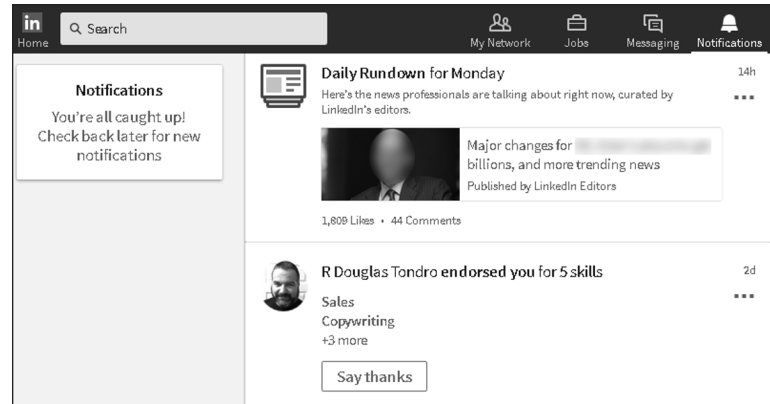 in
Home
Search
My Network
Jobs
Messaging
Notifications
Notifications
You're all caught up!
Check back later for new
notifications
Daily Rundown for Monday
14h
Here's the news professionals are talking about right now, curated by
LinkedIn's editors.
Major changes for
billions, and more trending news
Published by LinkedIn Editors
1,809 Likes • 44 Comments
R Douglas Tondro endorsed you for 5 skills
2d
Sales
Copywriting
+3 more
Say thanks